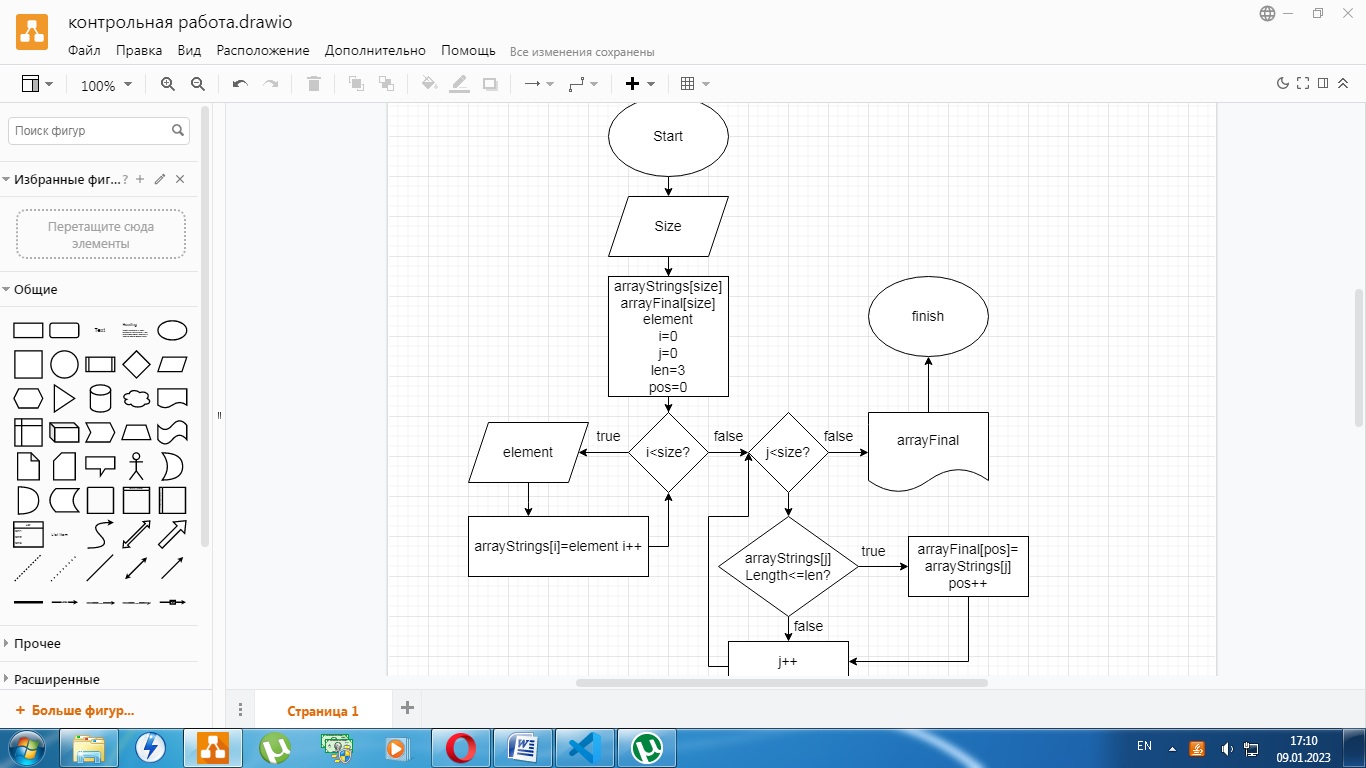 контрольная работа.drawio
Файл Правка Вид Расположение Дополнительно Помощь Все изменения сохранены
100%
Поиск фигур
Избранные фиг... ?
Перетащите сюда
элементы
Общие
Text
Heading
List Item
Прочее
Расширенные
Больше фигур...
Start
Size
arrayStrings[size]
arrayFinal[size]
element
i=0
j=0
len=3
pos=0
finish
element
true
i<size?
false
j<size?
false
arrayFinal
arrayStrings[i]=element i++
arrayStrings[j]
Length<=len?
true
arrayFinal[pos]=
arrayStrings[j]
pos++
false
j++
Страница 1
EN
17:10
09.01.2023